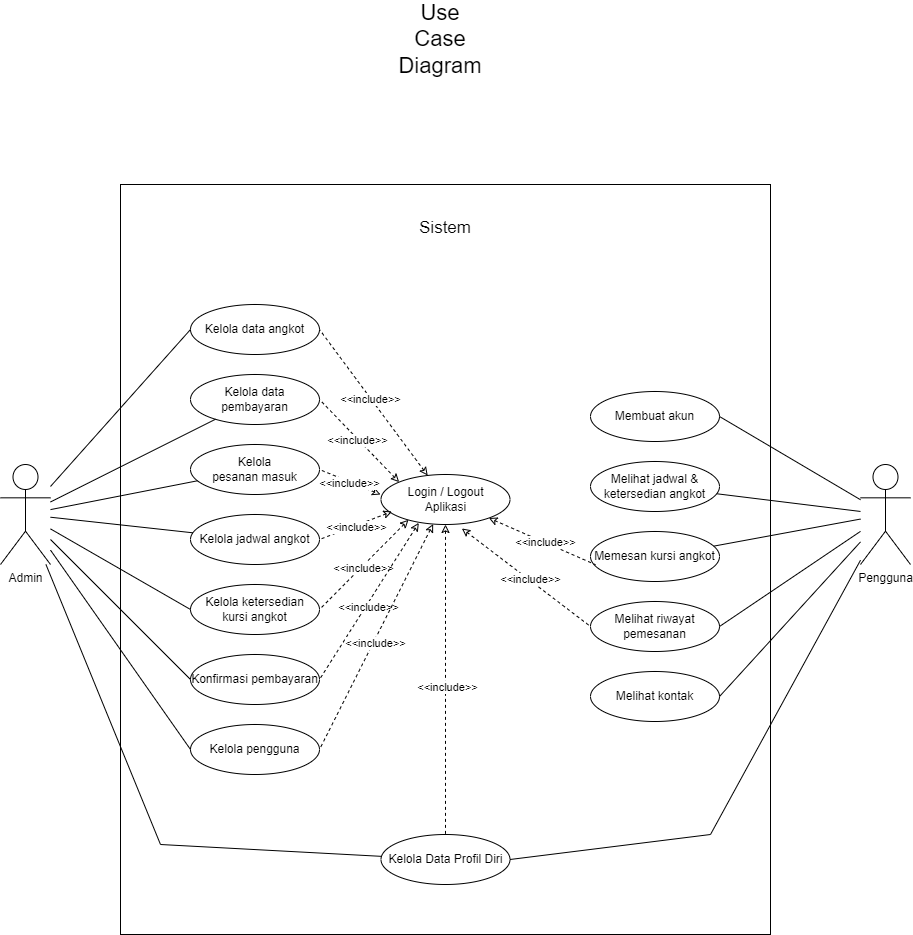 Use
Case
Diagram
Sistem
Kelola data angkot
Kelola data
pembayaran
Kelola
pesanan masuk
Kelola jadwal angkot
Kelola ketersedian
kursi angkot
Konfirmasi pembayaran
Kelola pengguna
<<include>>
<<include>>
<<include>>
<<include>>
<<include>>
<<include>>
<<include>>
<<include>>
Login / Logout
Aplikasi
<<include>>
<<include>>
Membuat akun
Melihat jadwal &
ketersedian angkot
Memesan kursi angkot
Melihat riwayat
pemesanan
Melihat kontak
Admin
Pengguna
Kelola Data Profil Diri